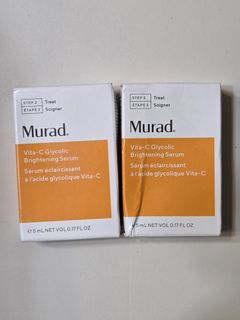 STEP 2
ÉTAPE 2
Treat
Soigner
Murad.
Vita-C Glycolic
Brightening Serum
Sérum éclaircissant
à l'acide glycolique Vita-C
℮ 5 mL NET VOL 0.17 FL OZ
STEP 2
ÉTAPE 2
Treat
Soigner
Murad.
Vita-C Glycolic
Brightening Serum
Sérum éclaircissant
à l'acide glycolique Vita-C
℮ 5 mL NET VOL 0.17 FL OZ